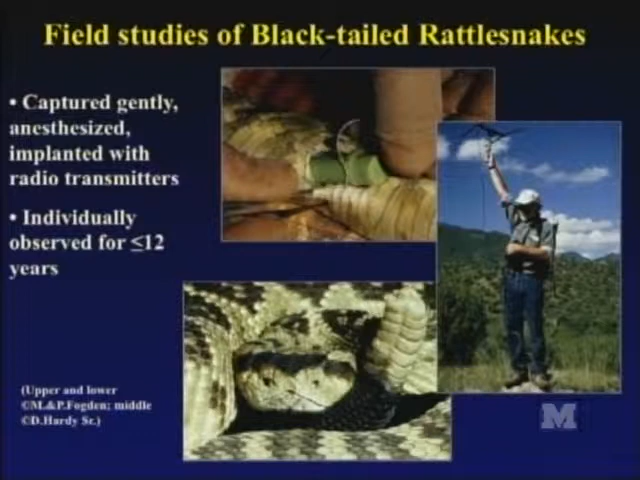 Field studies of Black-tailed Rattlesnakes
• Captured gently,
anesthesized,
implanted with
radio transmitters
• Individually
observed for ≤12
years
(Upper and lower
©M.&P.Fogden; middle
©D.Hardy Sr.)
M